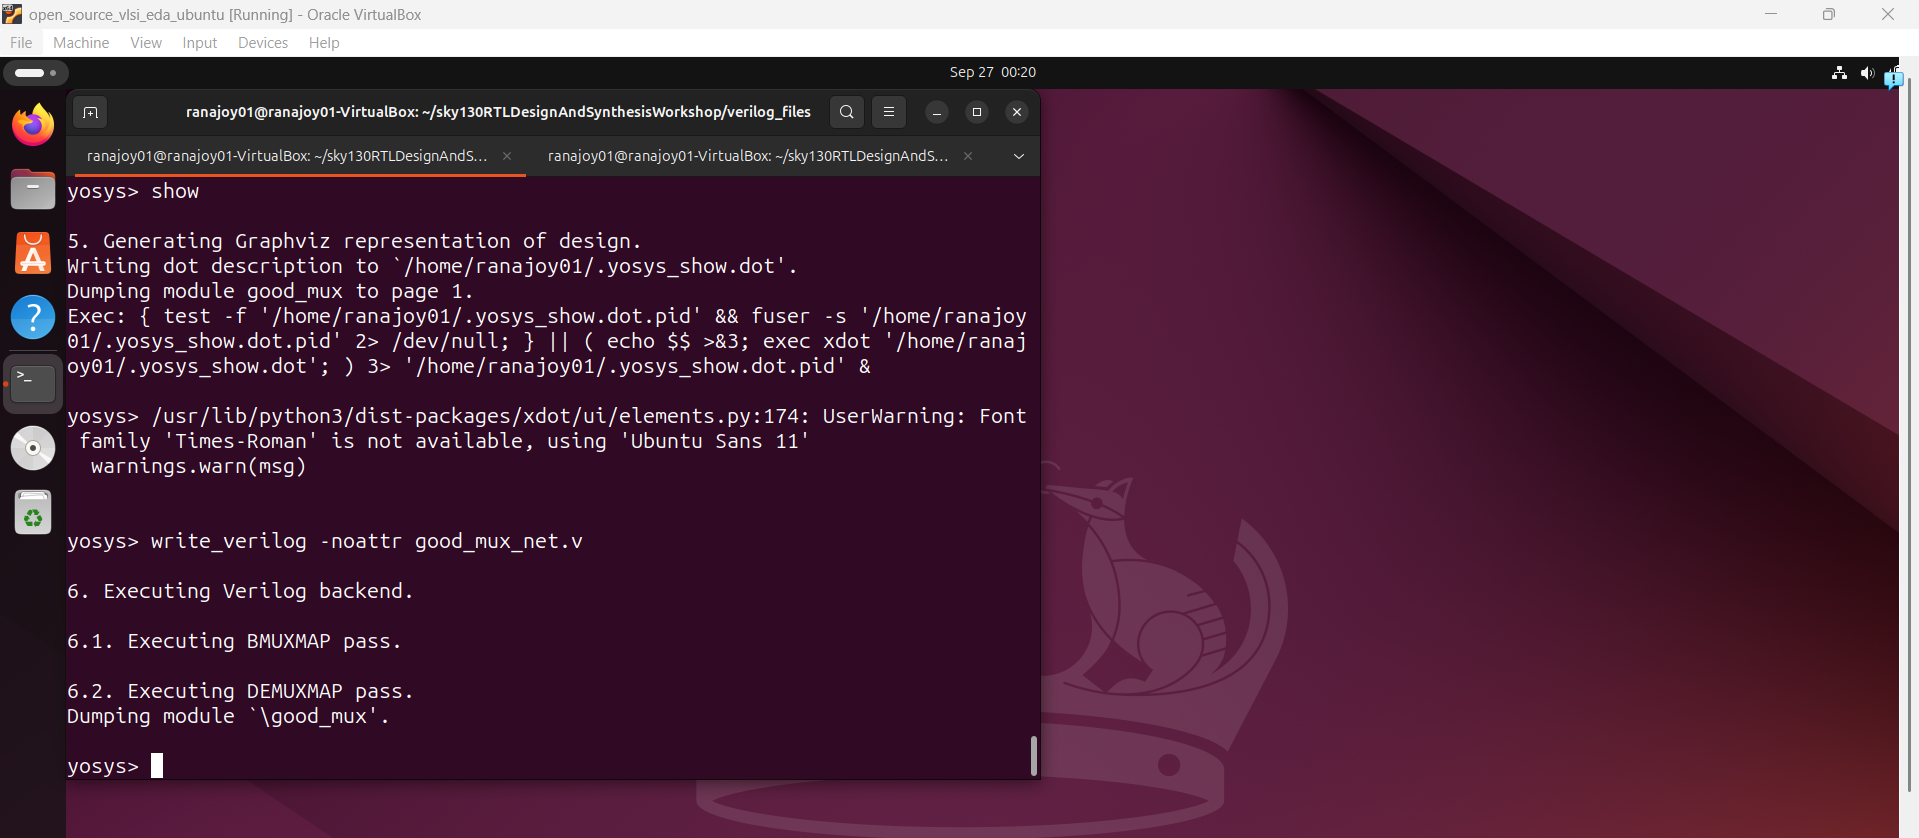 open_source_vlsi_eda_ubuntu [Running] - Oracle VirtualBox
File Machine View Input Devices Help
Sep 27 00:20
ranajoy01@ranajoy01-VirtualBox: ~/sky130RTLDesignAndSynthesisWorkshop/verilog_files
ranajoy01@ranajoy01-VirtualBox: ~/sky130RTLDesignAndS... ranajoy01@ranajoy01-VirtualBox: ~/sky130RTLDesignAndS...
yosys> show
5. Generating Graphviz representation of design.
Writing dot description to `/home/ranajoy01/.yosys_show.dot'.
Dumping module good_mux to page 1.
Exec: { test -f '/home/ranajoy01/.yosys_show.dot.pid' && fuser -s '/home/ranajoy
01/.yosys_show.dot.pid' 2> /dev/null; } || ( echo $$ >&3; exec xdot '/home/ranaj
oy01/.yosys_show.dot'; ) 3> '/home/ranajoy01/.yosys_show.dot.pid' &
yosys> /usr/lib/python3/dist-packages/xdot/ui/elements.py:174: UserWarning: Font
family 'Times-Roman' is not available, using 'Ubuntu Sans 11'
warnings.warn(msg)
yosys> write_verilog -noattr good_mux_net.v
6. Executing Verilog backend.
6.1. Executing BMUXMAP pass.
6.2. Executing DEMUXMAP pass.
Dumping module `\good_mux'.
yosys>